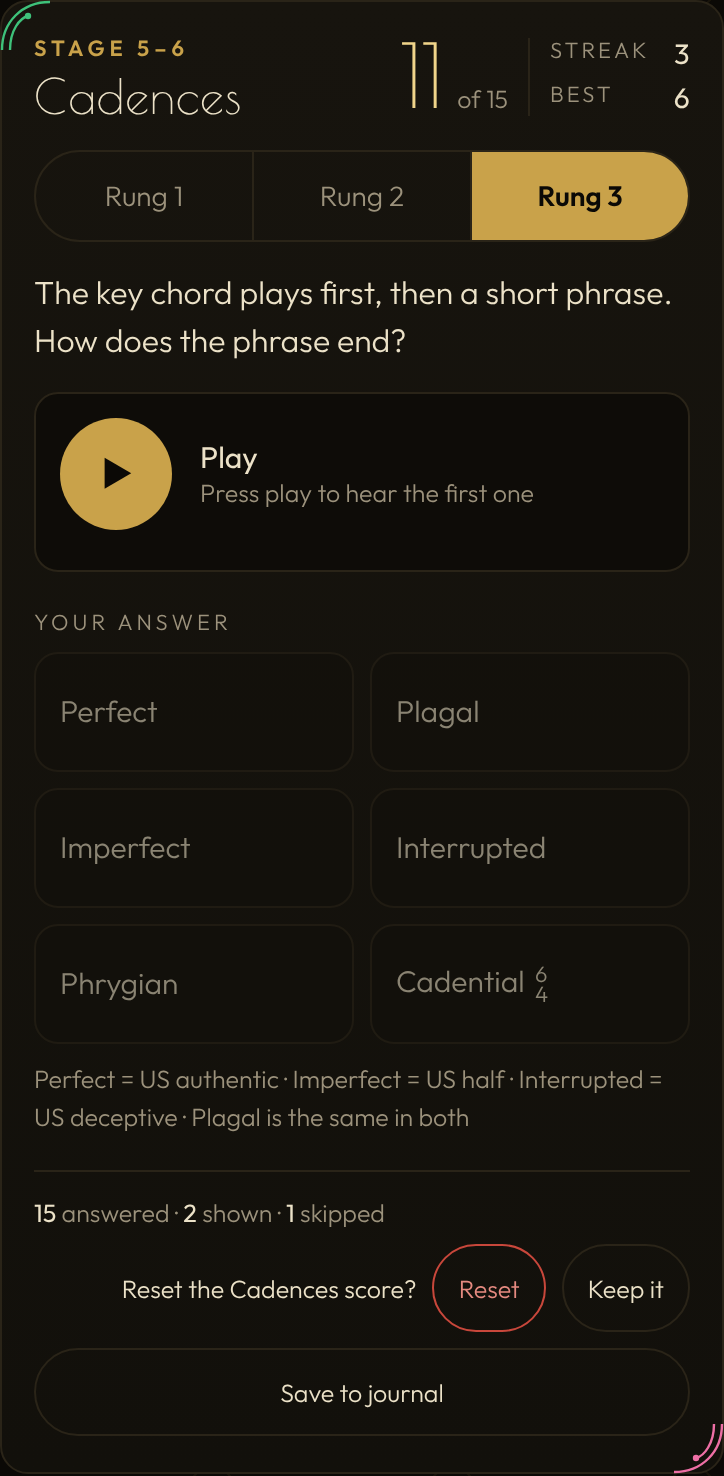 STAGE 5–6
Cadences
11 of 15
STREAK 3
BEST 6
Rung 1
Rung 2
Rung 3
The key chord plays first, then a short phrase.
How does the phrase end?
Play
Press play to hear the first one
YOUR ANSWER
Perfect
Plagal
Imperfect
Interrupted
Phrygian
Cadential 6 4
Perfect = US authentic · Imperfect = US half · Interrupted =
US deceptive · Plagal is the same in both
15 answered · 2 shown · 1 skipped
Reset the Cadences score?
Reset
Keep it
Save to journal